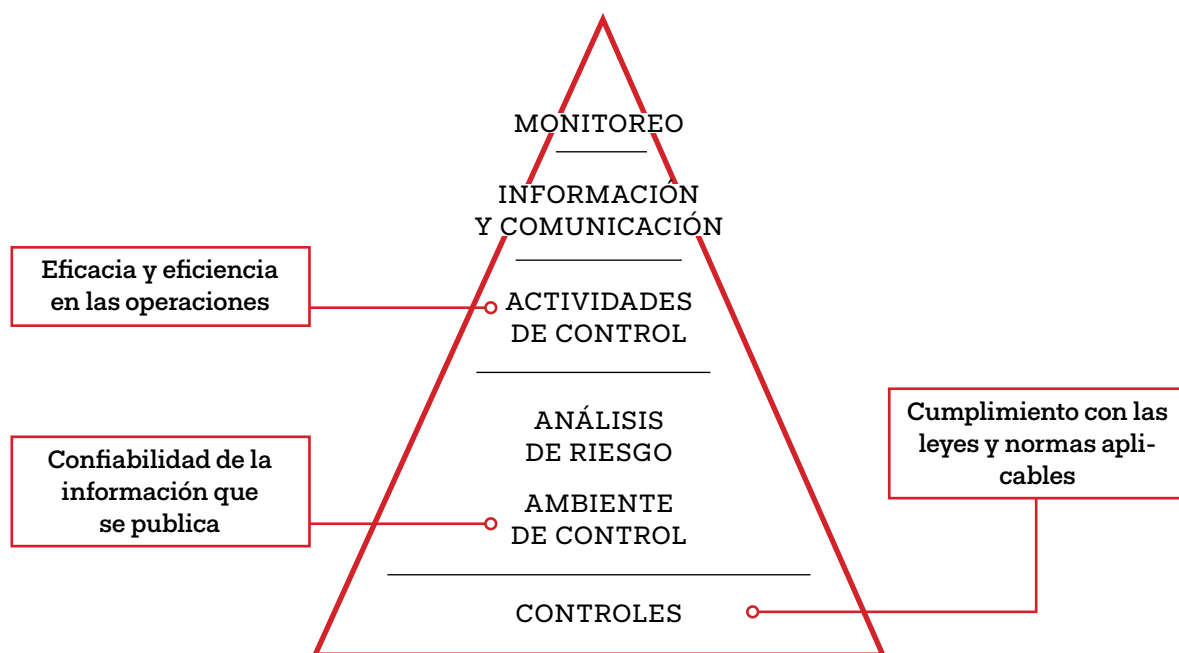 MONITOREO
INFORMACIÓN
Y COMUNICACIÓN
Eficacia y eficiencia
en las operaciones
ACTIVIDADES
DE CONTROL
ANÁLISIS
DE RIESGO
Cumplimiento con las
leyes y normas apli-
cables
Confiabilidad de la
información que
se publica
AMBIENTE
DE CONTROL
CONTROLES